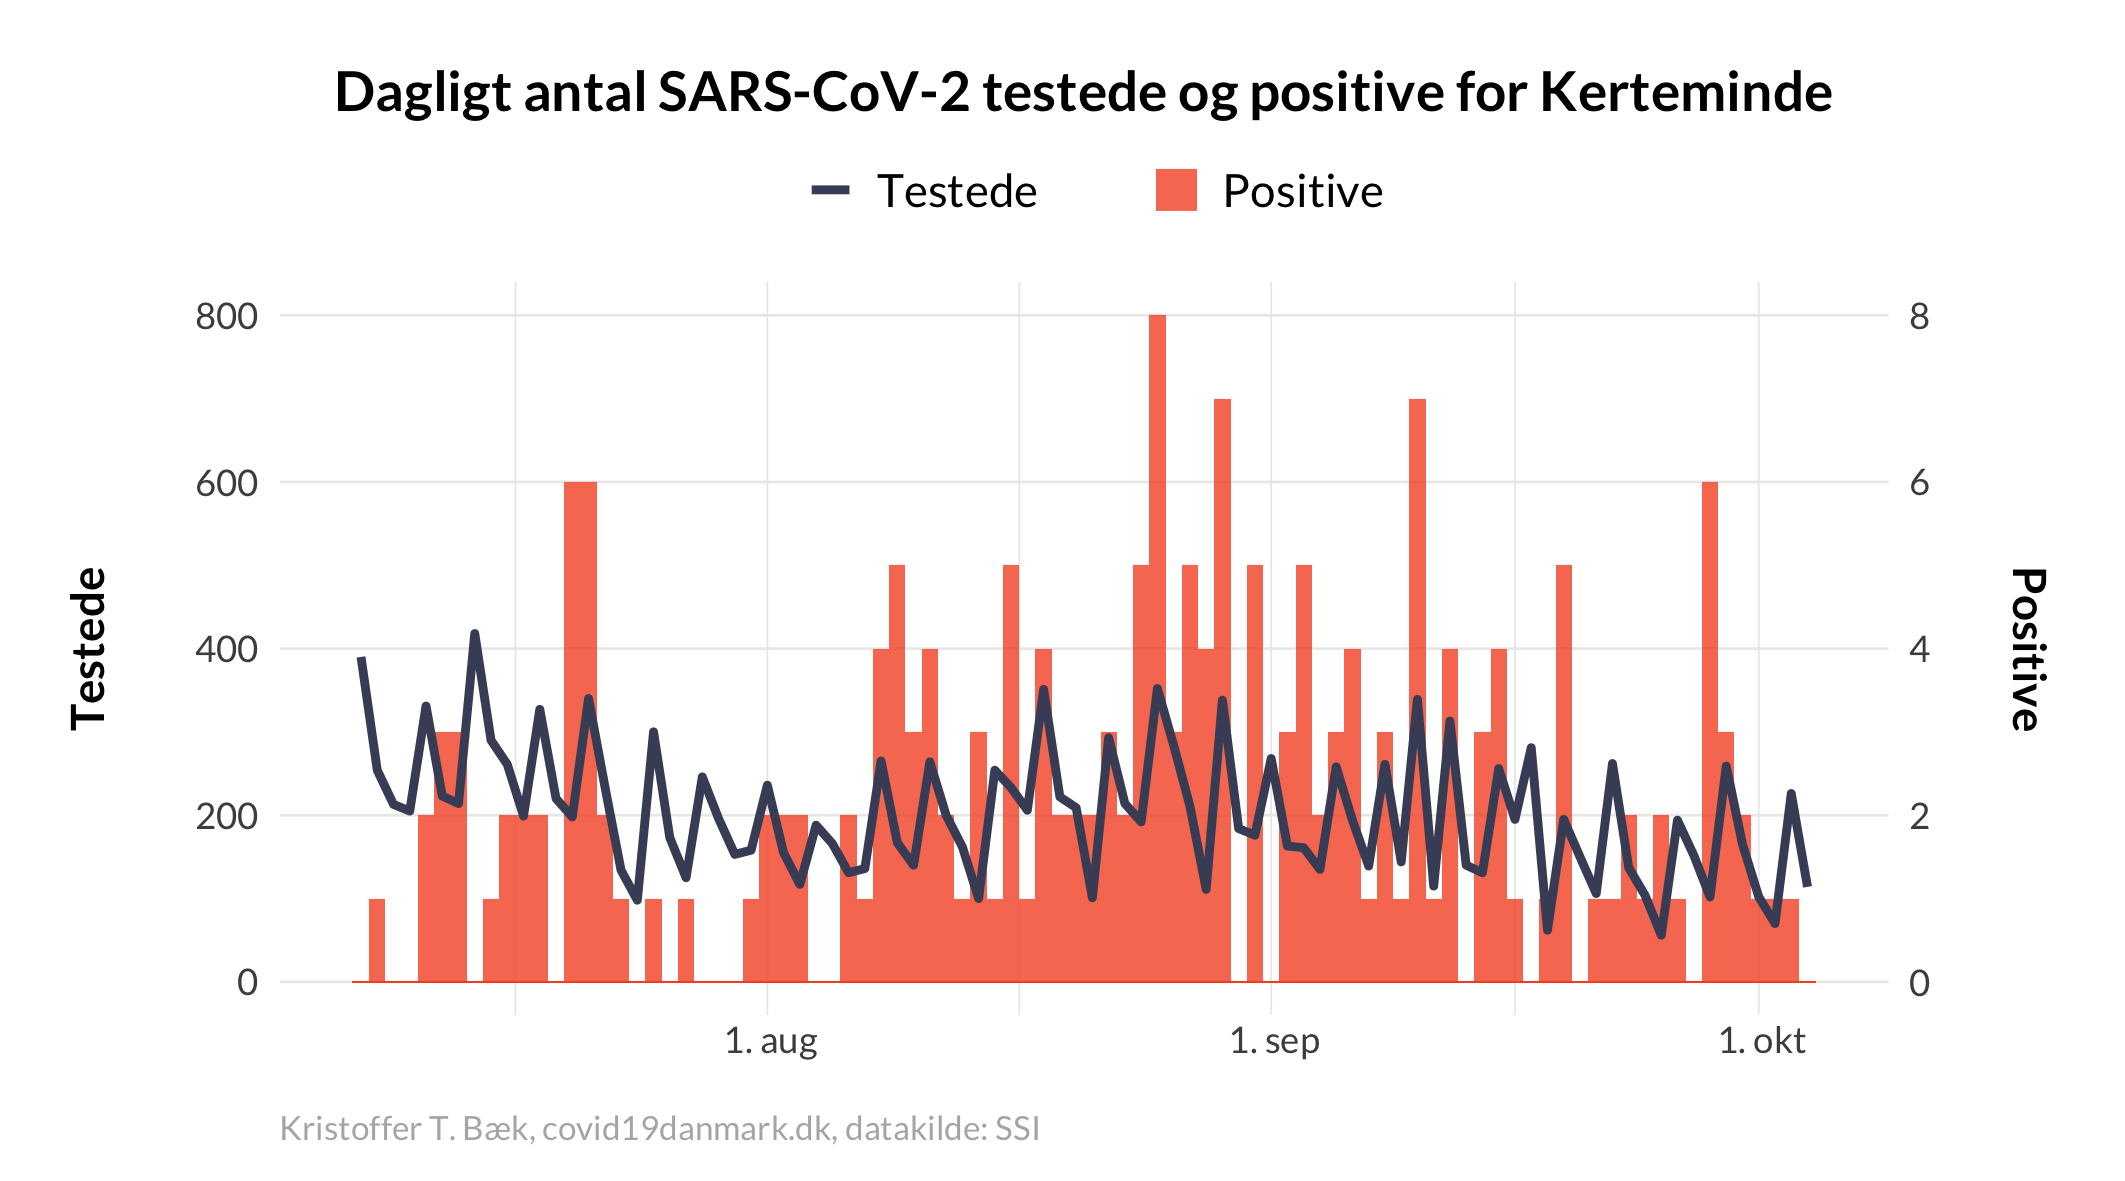 Dagligt antal SARS-CoV-2 testede og positive for Kerteminde
Testede
Positive
800
600
400
200
0
8
6
4
2
0
Testede
Positive
1. aug
1. sep
1. okt
Kristoffer T. Bæk, covid19danmark.dk, datakilde: SSI